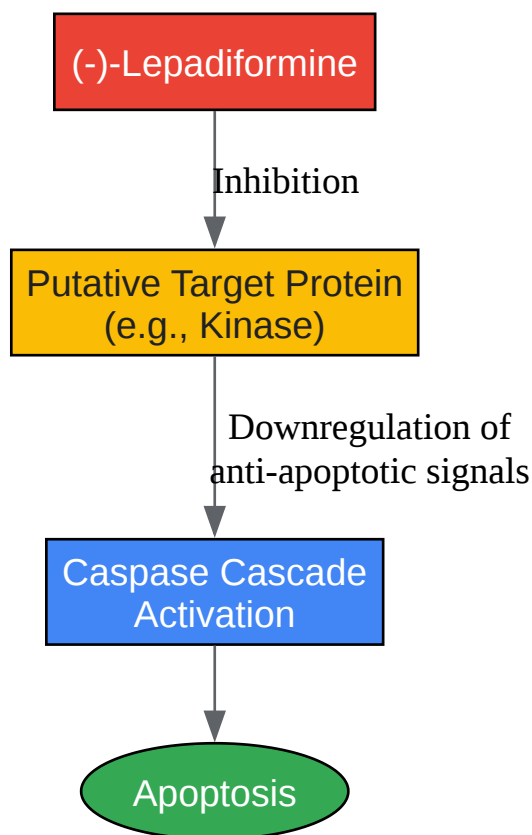 (-)-Lepadiformine
Inhibition
Putative Target Protein
(e.g., Kinase)
Downregulation of
anti-apoptotic signals
Caspase Cascade
Activation
Apoptosis